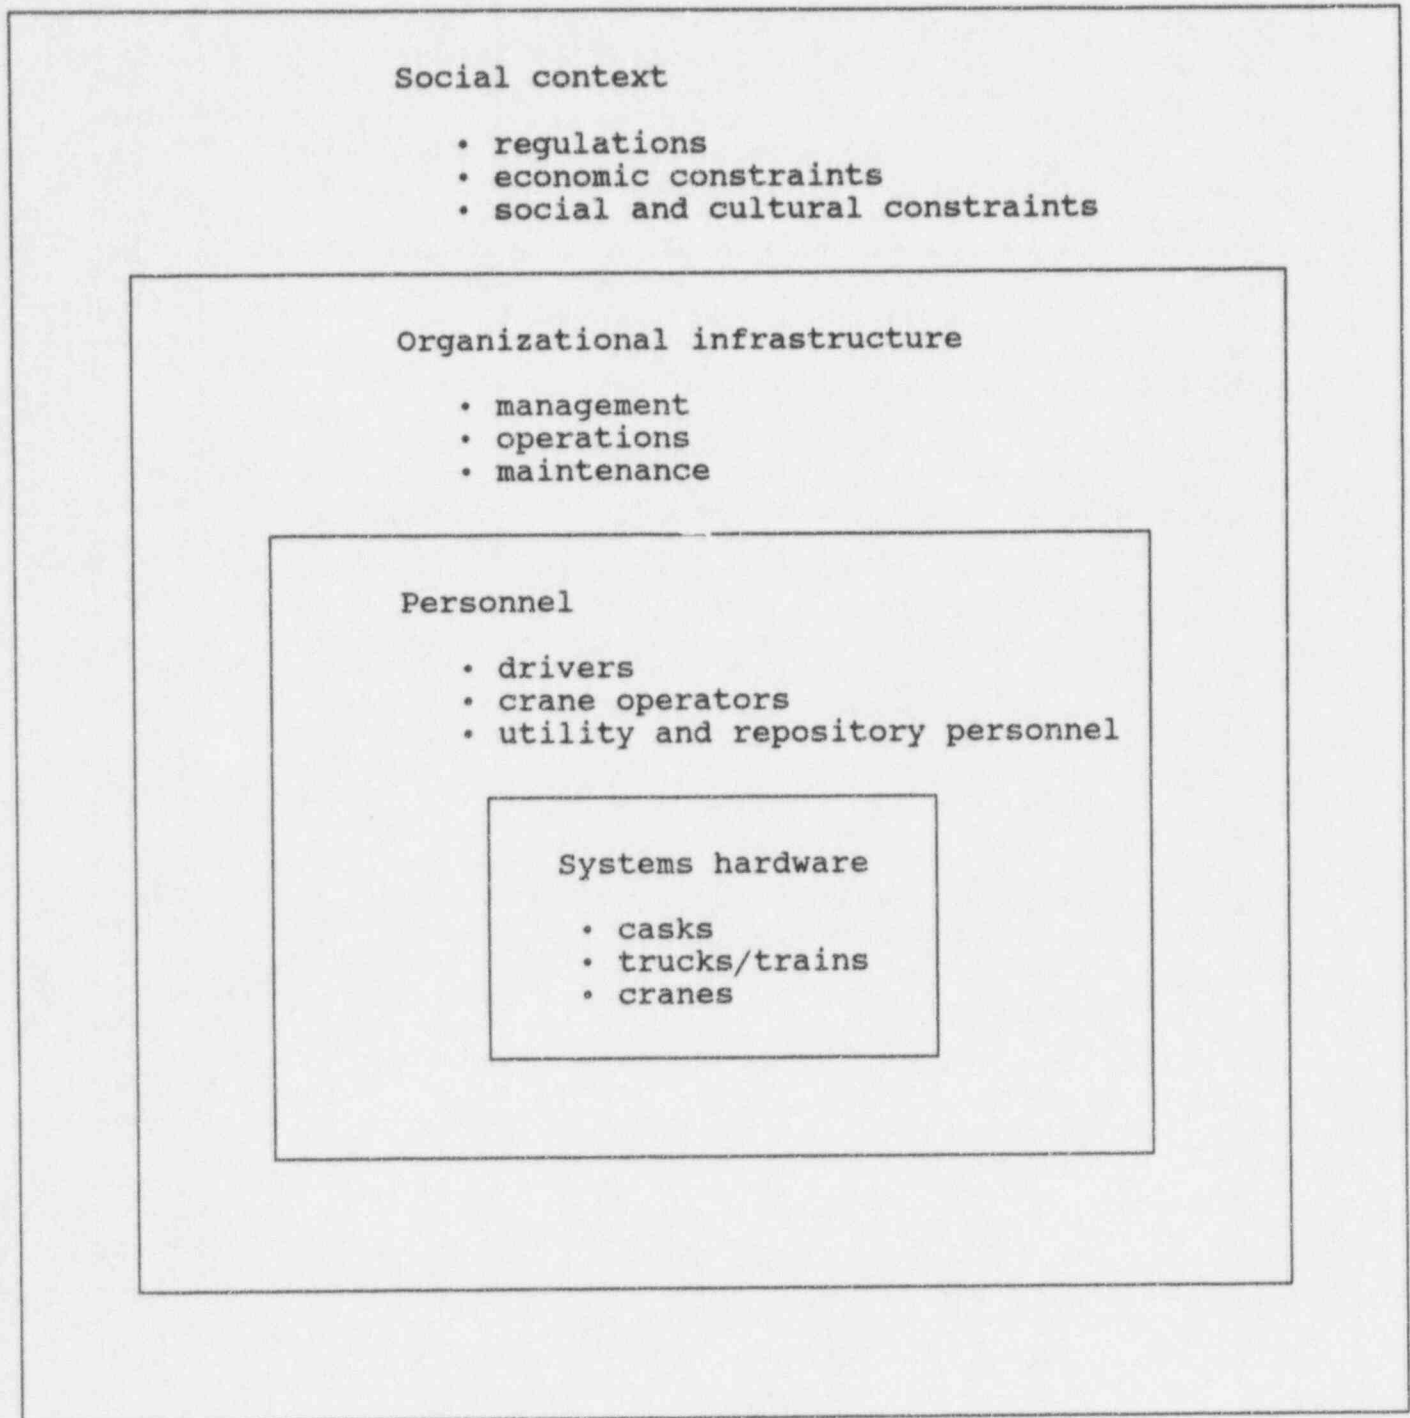 Social context
• regulations
• economic constraints
• social and cultural constraints
Organizational infrastructure
• management
• operations
• maintenance
Personnel
• drivers
• crane operators
• utility and repository personnel
Systems hardware
• casks
• trucks/trains
• cranes